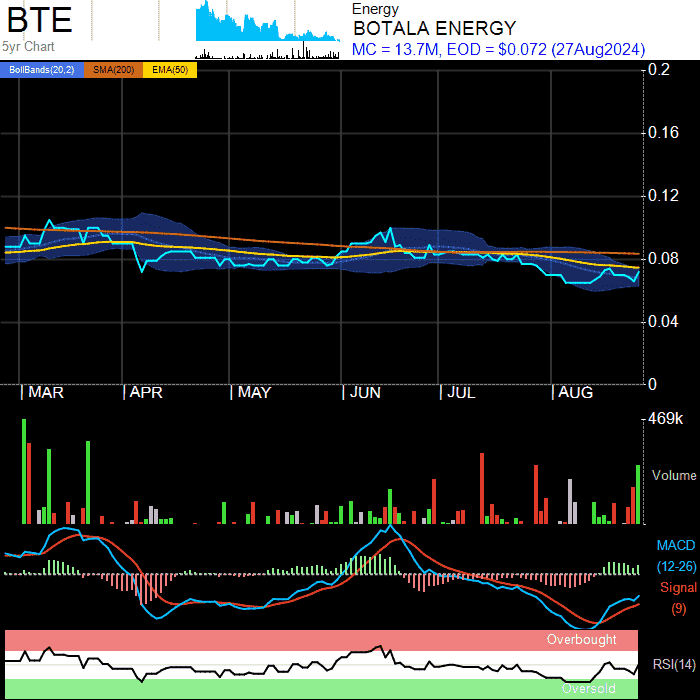 BTE
5yr Chart
Energy
BOTALA ENERGY
MC = 13.7M, EOD = $0.072 (27Aug2024)
BollBands(20,2) SMA(200) EMA(50)
0.2
0.16
0.12
0.08
0.04
0
MAR APR MAY JUN JUL AUG
469k
Volume
MACD
(12-26)
Signal
(9)
Overbought
RSI(14)
Oversold